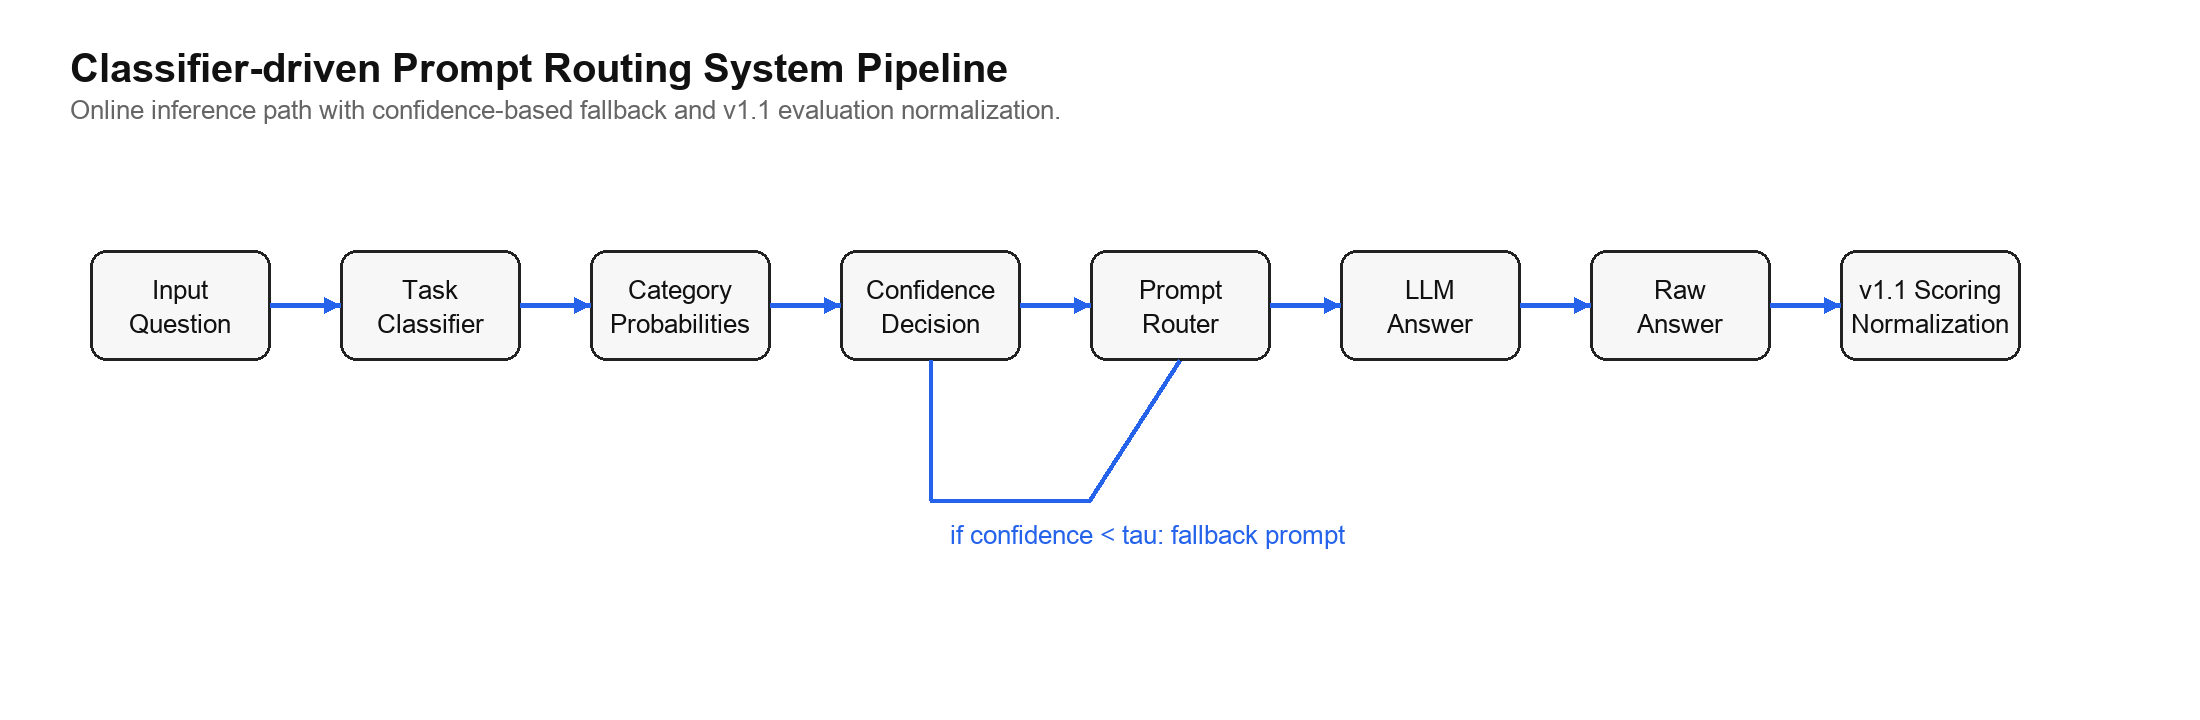 Classifier-driven Prompt Routing System Pipeline
Online inference path with confidence-based fallback and v1.1 evaluation normalization.
Input
Question
Task
Classifier
Category
Probabilities
Confidence
Decision
Prompt
Router
LLM
Answer
Raw
Answer
v1.1 Scoring
Normalization
if confidence < tau: fallback prompt